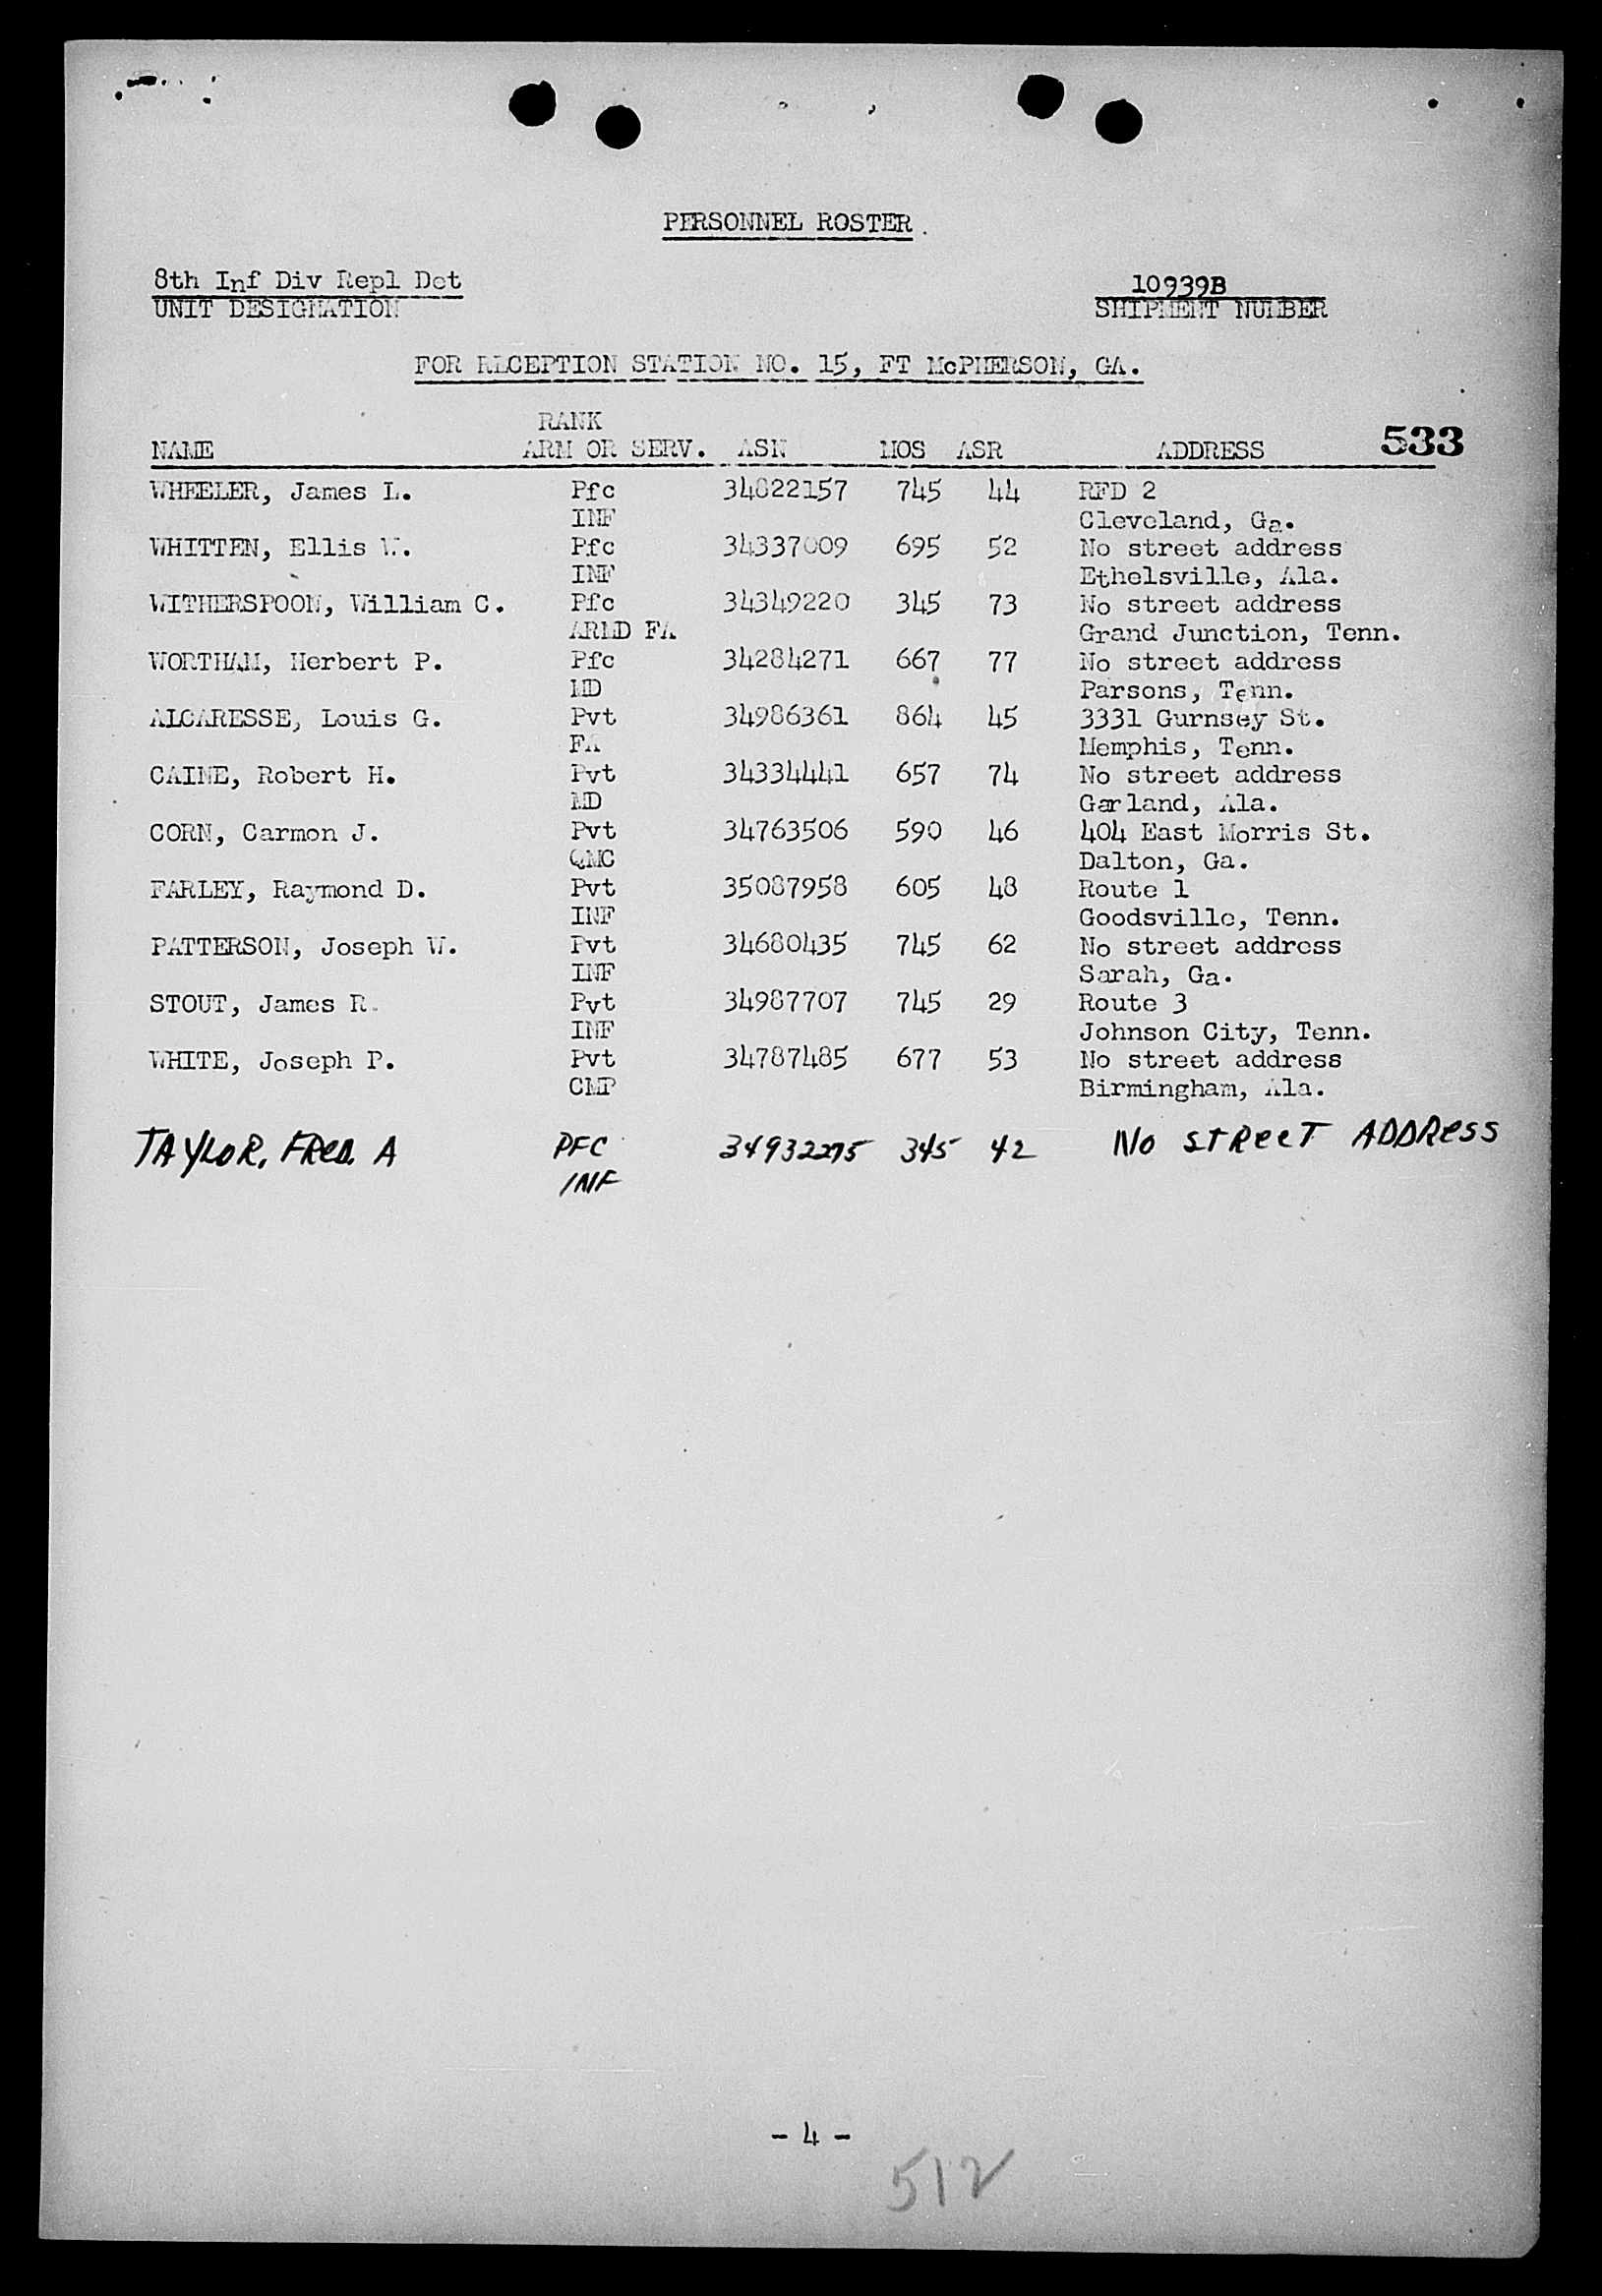 PERSONNEL ROSTER.
8th Inf Div Repl Det 10939B
UNIT DESIGNATION SHIPMENT NUMBER
FOR RECEPTION STATION NO. 15, FT McPHERSON, GA.
RANK
NAME ARM OR SERV. ASN MOS ASR ADDRESS 533
WHEELER, James L. Pfc 34822157 745 44 RFD 2
INF Cleveland, Ga.
WHITTEN, Ellis W. Pfc 34337009 695 52 No street address
INF Ethelsville, Ala.
WITHERSPOON, William C. Pfc 34349220 345 73 No street address
ARMD FA Grand Junction, Tenn.
WORTHAM, Herbert P. Pfc 34284271 667 77 No street address
MD Parsons, Tenn.
ALCARESSE, Louis G. Pvt 34986361 864 45 3331 Gurnsey St.
FA Memphis, Tenn.
CAINE, Robert H. Pvt 34334441 657 74 No street address
MD Garland, Ala.
CORN, Carmon J. Pvt 34763506 590 46 404 East Morris St.
QMC Dalton, Ga.
FARLEY, Raymond D. Pvt 35087958 605 48 Route 1
INF Goodsville, Tenn.
PATTERSON, Joseph W. Pvt 34680435 745 62 No street address
INF Sarah, Ga.
STOUT, James R. Pvt 34987707 745 29 Route 3
INF Johnson City, Tenn.
WHITE, Joseph P. Pvt 34787485 677 53 No street address
CMP Birmingham, Ala.
TAYLOR, FReD. A PFC 34932275 345 42 No STReeT ADDRess
INF
- 4 -
512